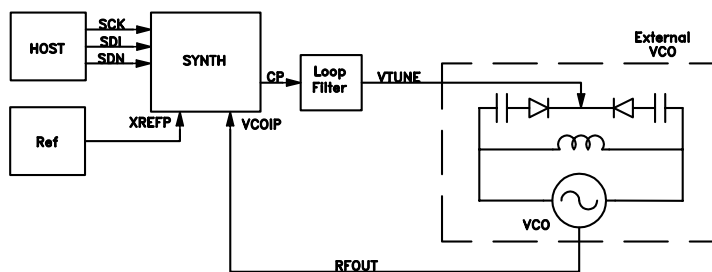 SCK
SDI
SDN
HOST
SYNTH
CP
Loop
Filter
VTUNE
External
VCO
Ref
XREFP
VCOIP
VCO
RFOUT